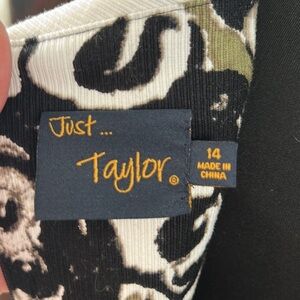 Just ...
Taylor®
14
MADE IN
CHINA